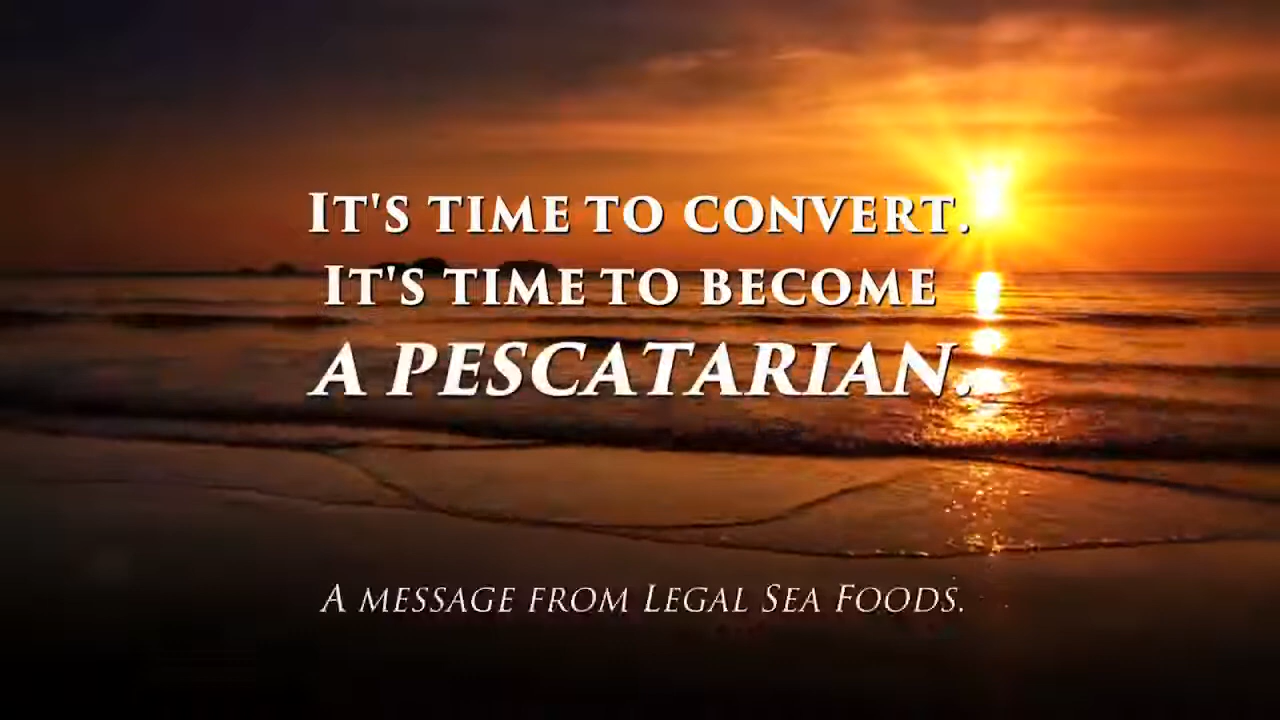 It's time to convert.
It's time to become
a pescatarian.
A message from Legal Sea Foods.